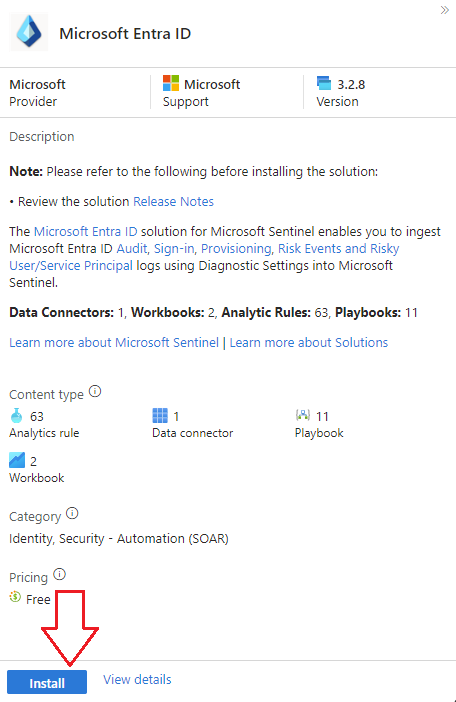 Microsoft Entra ID
Microsoft
Provider
Microsoft
Support
3.2.8
Version
Description
Note: Please refer to the following before installing the solution:
• Review the solution Release Notes
The Microsoft Entra ID solution for Microsoft Sentinel enables you to ingest
Microsoft Entra ID Audit, Sign-in, Provisioning, Risk Events and Risky
User/Service Principal logs using Diagnostic Settings into Microsoft
Sentinel.
Data Connectors: 1, Workbooks: 2, Analytic Rules: 63, Playbooks: 11
Learn more about Microsoft Sentinel | Learn more about Solutions
Content type
63
Analytics rule
1
Data connector
11
Playbook
2
Workbook
Category
Identity, Security - Automation (SOAR)
Pricing
Free
Install
View details